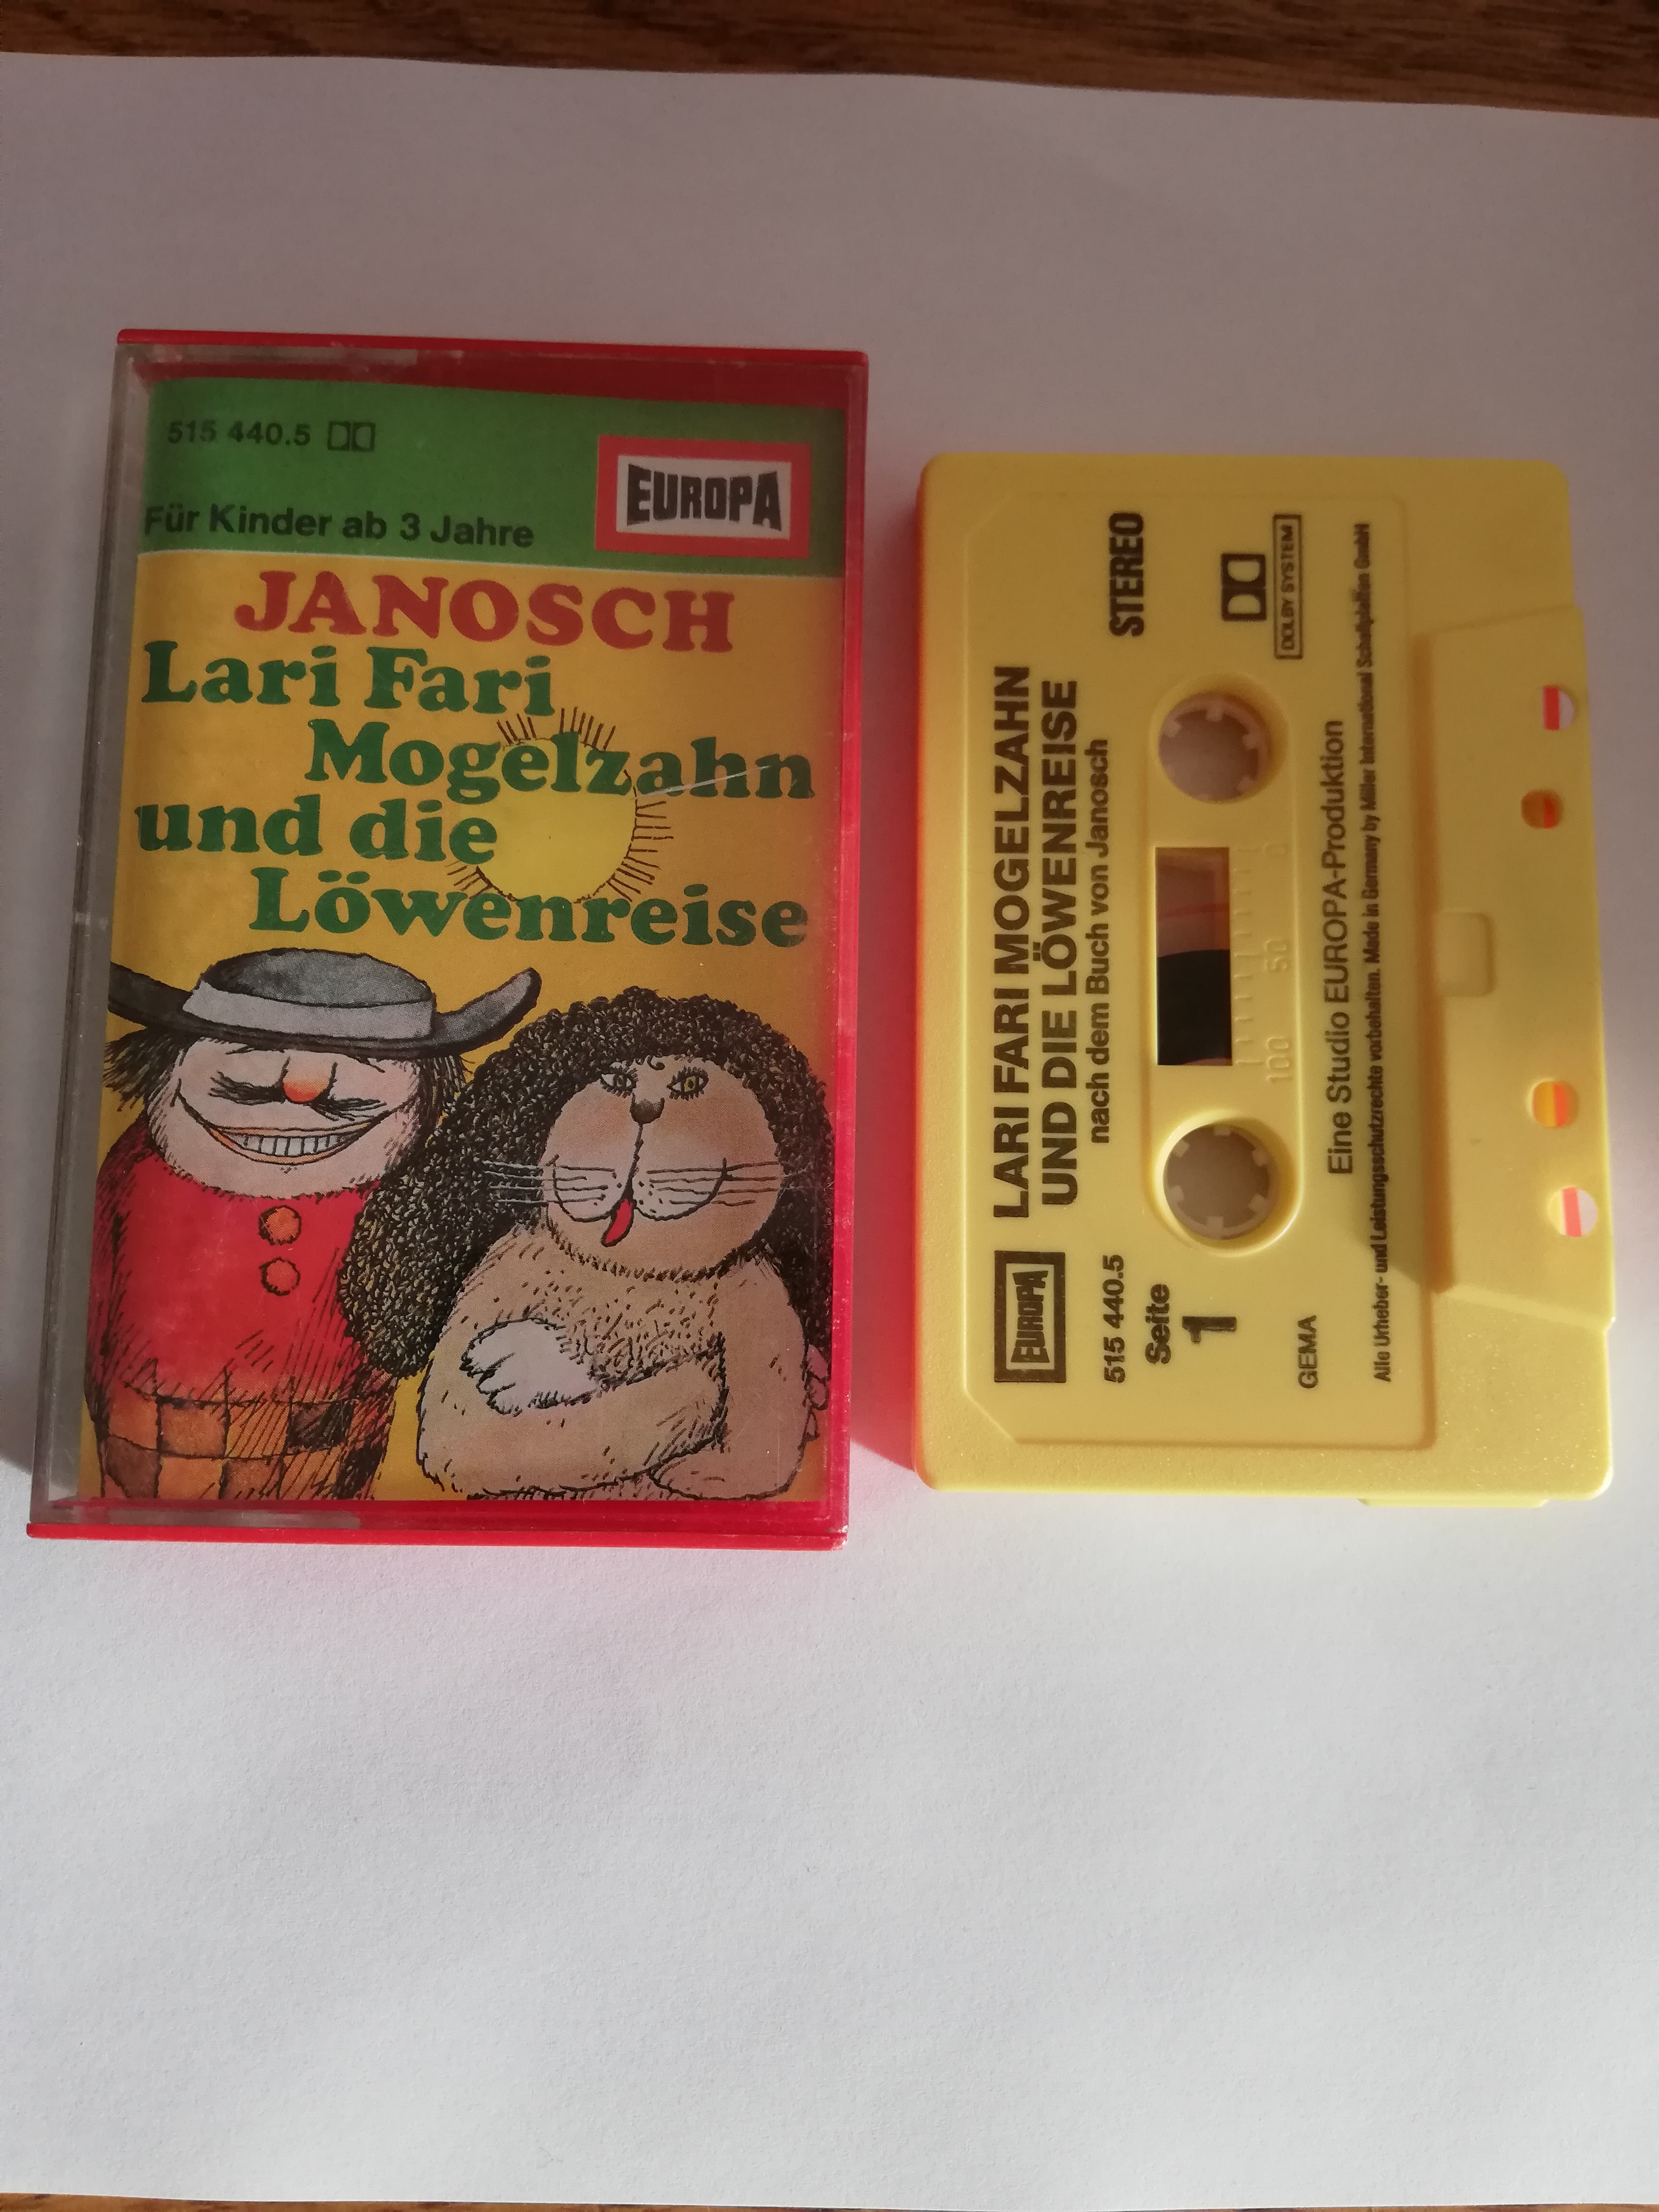 515 440.5
EUROPA
Für Kinder ab 3 Jahre
JANOSCH
Lari Fari
Mogelzahn
und die
Löwenreise
EUROPA
LARI FARI MOGELZAHN
UND DIE LÖWENREISE
nach dem Buch von Janosch
STEREO
515 440.5
Seite
1
DOLBY SYSTEM
100 50 0
GEMA
Eine Studio EUROPA-Produktion
Alle Urheber- und Leistungsschutzrechte vorbehalten. Made in Germany by Miller International Schallplatten GmbH